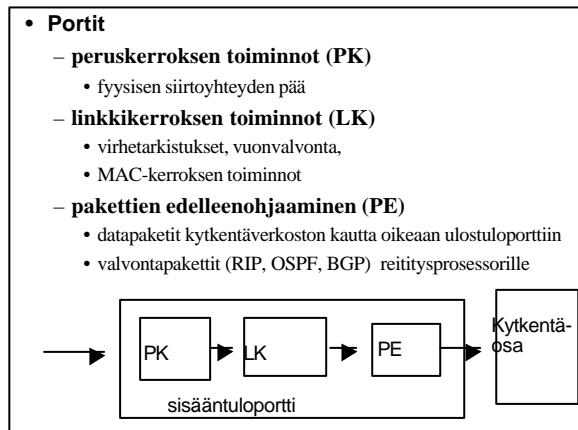 • Portit
– peruskerroksen toiminnot (PK)
• fyysisen siirtoyhteyden pää
– linkkikerroksen toiminnot (LK)
• virhetarkistukset, vuonvalvonta,
• MAC-kerroksen toiminnot
– pakettien edelleenohjaaminen (PE)
• datapaketit kytkentäverkoston kautta oikeaan ulostuloporttiin
• valvontapakettit (RIP, OSPF, BGP) reititysprosessorille
PK
LK
PE
Kytkentä-
osa
sisääntuloportti